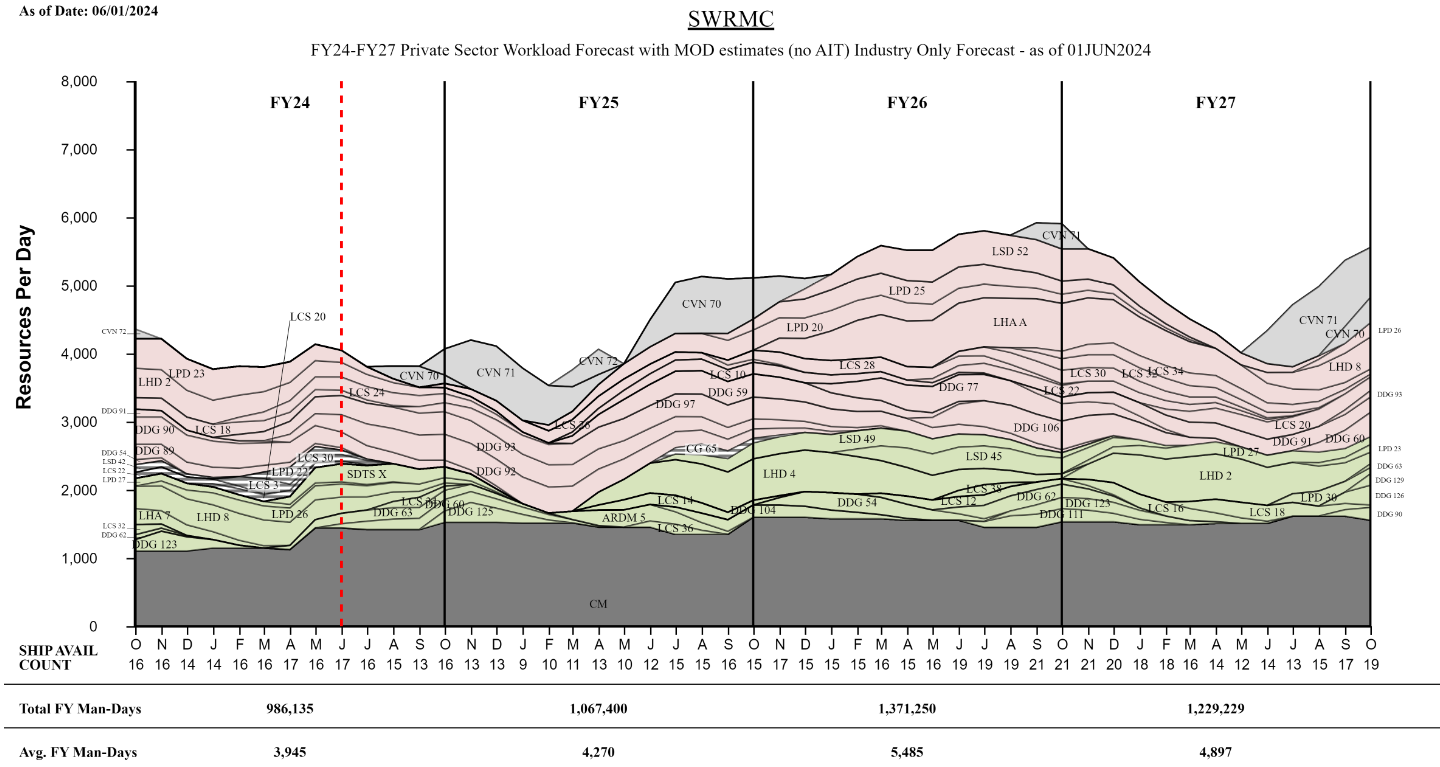 As of Date: 06/01/2024
SWRMC
FY24-FY27 Private Sector Workload Forecast with MOD estimates (no AIT) Industry Only Forecast - as of 01JUN2024
Resources Per Day
8,000
7,000
6,000
5,000
4,000
3,000
2,000
1,000
0
FY24 FY25 FY26 FY27
CVN 72
DDG 91
DDG 54
LSD 42
LCS 22
LPD 27
LCS 32
DDG 62
LCS 20
LPD 23
LHD 2
LCS 24
LCS 18
DDG 90
DDG 89
LCS 30
LPD 22
LCS 3
SDTS X
LHA 7
LHD 8
LPD 26
DDG 63
DDG 123
CVN 70
CVN 71
CVN 72
DDG 60
DDG 125
DDG 93
DDG 92
LCS 26
ARDM 5
CM
CVN 70
LCS 10
DDG 59
DDG 97
CG 65
LCS 14
LCS 36
DDG 104
LPD 20
LPD 25
LSD 52
LHA A
LCS 28
DDG 77
LSD 49
LSD 45
LHD 4
DDG 54
LCS 38
LCS 12
DDG 62
DDG 106
CVN 71
LCS 22
LCS 30
LCS 32
LCS 34
DDG 123
DDG 111
LCS 16
LHD 2
LPD 27
LCS 18
LPD 30
LCS 20
DDG 91
DDG 60
CVN 71
CVN 70
LHD 8
LPD 26
DDG 93
LPD 23
DDG 63
DDG 129
DDG 126
DDG 90
O N D J F M A M J J A S O N D J F M A M J J A S O N D J F M A M J J A S O N D J F M A M J J A S O
SHIP AVAIL
COUNT 16 16 14 14 16 16 17 16 17 16 15 13 16 13 12 9 10 11 13 10 12 15 15 16 15 17 15 15 18 16 15 16 19 19 19 21 21 20 17 18 18 16 14 12 14 13 15 17 19
Total FY Man-Days 986,135 1,067,400 1,371,250 1,229,229
Avg. FY Man-Days 3,945 4,270 5,485 4,897